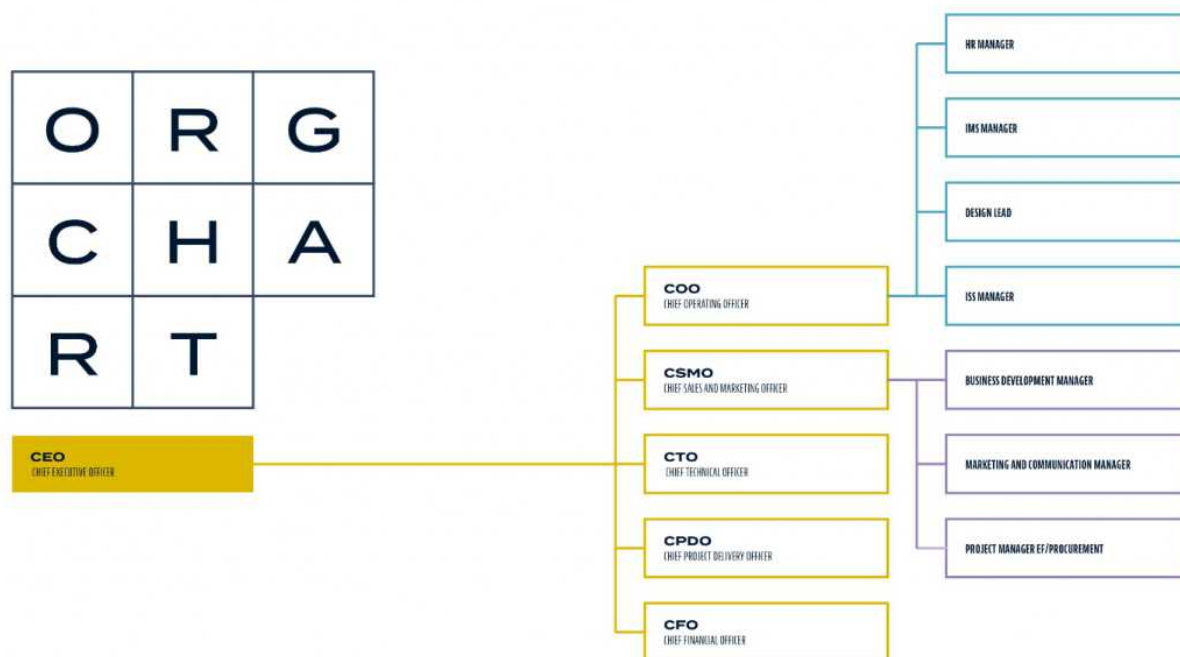 O R G
C H A
R T
CEO
CHIEF EXECUTIVE OFFICER
COO
CHIEF OPERATING OFFICER
CSMO
CHIEF SALES AND MARKETING OFFICER
CTO
CHIEF TECHNICAL OFFICER
CPDO
CHIEF PROJECT DELIVERY OFFICER
CFO
CHIEF FINANCIAL OFFICER
HR MANAGER
IMS MANAGER
DESIGN LEAD
ISS MANAGER
BUSINESS DEVELOPMENT MANAGER
MARKETING AND COMMUNICATION MANAGER
PROJECT MANAGER EF/PROCUREMENT